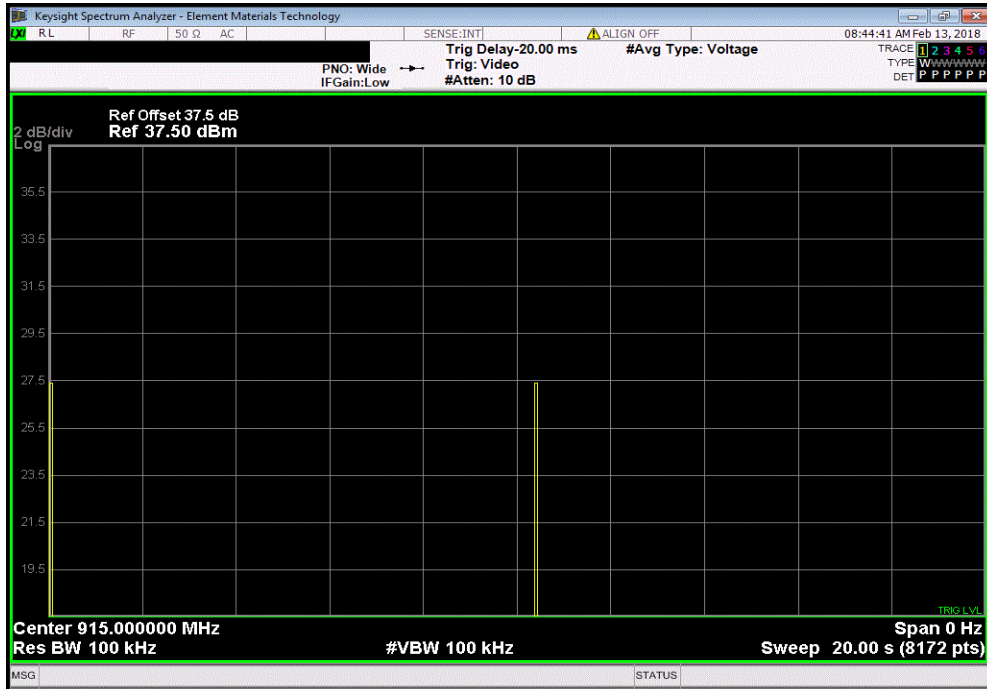 Keysight Spectrum Analyzer - Element Materials Technology
LXI RL RF 50 Ω AC SENSE:INT ALIGN OFF 08:44:41 AM Feb 13, 2018
Trig Delay-20.00 ms #Avg Type: Voltage TRACE 1 2 3 4 5 6
PNO: Wide Trig: Video TYPE WWWWWW
IFGain:Low #Atten: 10 dB DET P P P P P P
Ref Offset 37.5 dB
2 dB/div Ref 37.50 dBm
Log
35.5
33.5
31.5
29.5
27.5
25.5
23.5
21.5
19.5
TRIG LVL
Center 915.000000 MHz Span 0 Hz
Res BW 100 kHz #VBW 100 kHz Sweep 20.00 s (8172 pts)
MSG STATUS